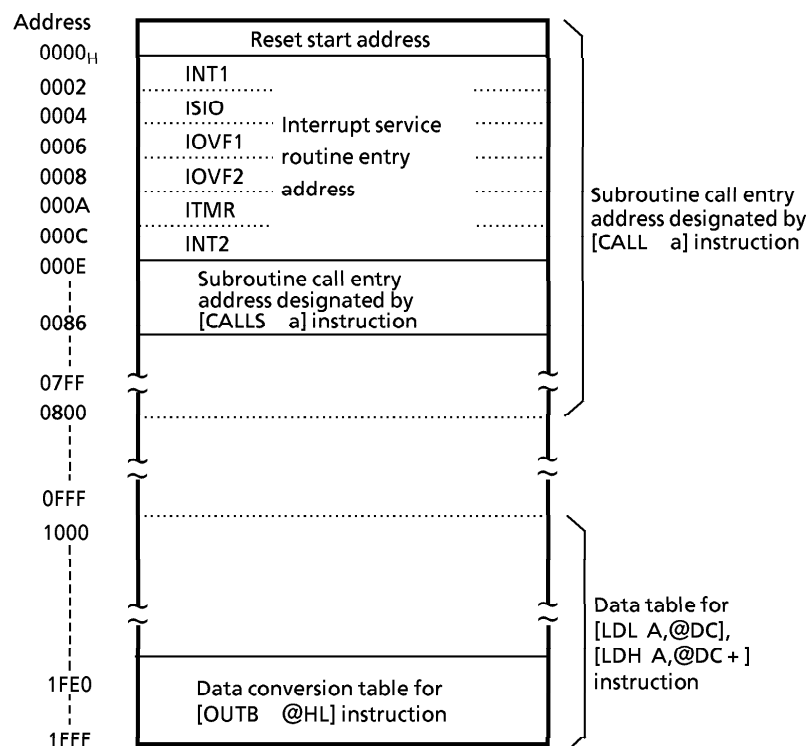 Address
0000H
Reset start address
INT1
0002
ISIO
0004
Interrupt service
IOVF1
0006
routine entry
IOVF2
0008
address
000A
ITMR
000C
INT2
000E
Subroutine call entry
address designated by
[CALL a] instruction
Subroutine call entry
address designated by
[CALLS a] instruction
0086
07FF
0800
0FFF
1000
Data table for
[LDL A,@DC],
[LDH A,@DC+]
instruction
1FE0
Data conversion table for
[OUTB @HL] instruction
1FFF